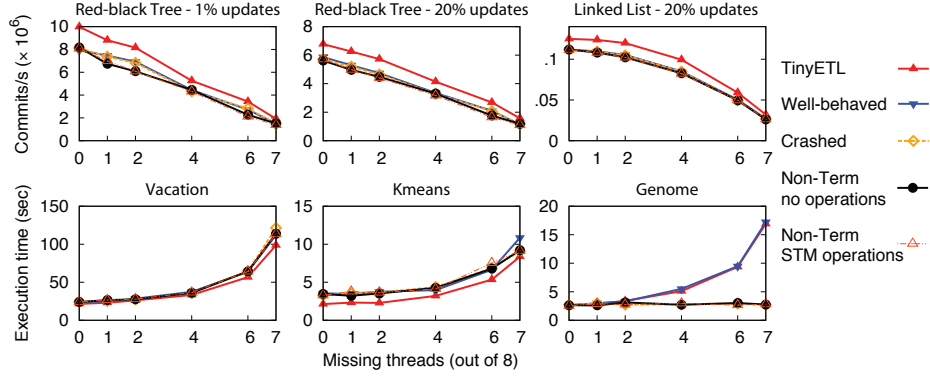 Red-black Tree - 1% updates
Red-black Tree - 20% updates
Linked List - 20% updates
Commits/s (× 10⁶)
10
8
6
4
2
0
0 1 2 4 6 7
8
6
4
2
0
0 1 2 4 6 7
.1
.05
0
0 1 2 4 6 7
TinyETL
Well-behaved
Crashed
Non-Term
no operations
Non-Term
STM operations
Vacation
Kmeans
Genome
Execution time (sec)
150
100
50
0
0 1 2 4 6 7
15
10
5
0
0 1 2 4 6 7
20
15
10
5
0
0 1 2 4 6 7
Missing threads (out of 8)